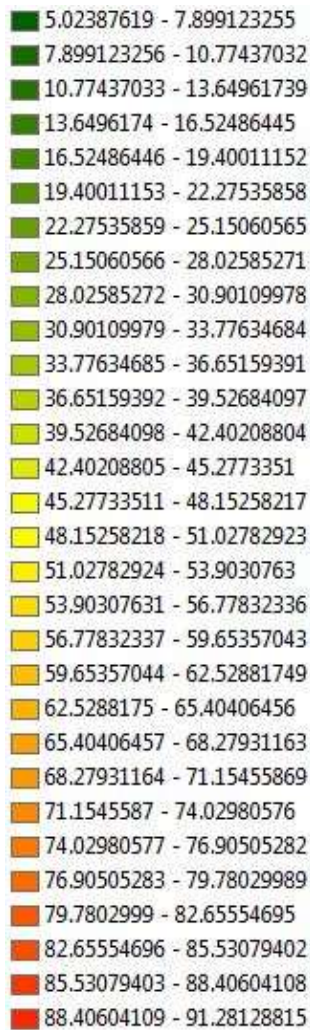 5.02387619 - 7.899123255
7.899123256 - 10.77437032
10.77437033 - 13.64961739
13.6496174 - 16.52486445
16.52486446 - 19.40011152
19.40011153 - 22.27535858
22.27535859 - 25.15060565
25.15060566 - 28.02585271
28.02585272 - 30.90109978
30.90109979 - 33.77634684
33.77634685 - 36.65159391
36.65159392 - 39.52684097
39.52684098 - 42.40208804
42.40208805 - 45.2773351
45.27733511 - 48.15258217
48.15258218 - 51.02782923
51.02782924 - 53.9030763
53.90307631 - 56.77832336
56.77832337 - 59.65357043
59.65357044 - 62.52881749
62.5288175 - 65.40406456
65.40406457 - 68.27931163
68.27931164 - 71.15455869
71.1545587 - 74.02980576
74.02980577 - 76.90505282
76.90505283 - 79.78029989
79.7802999 - 82.65554695
82.65554696 - 85.53079402
85.53079403 - 88.40604108
88.40604109 - 91.28128815